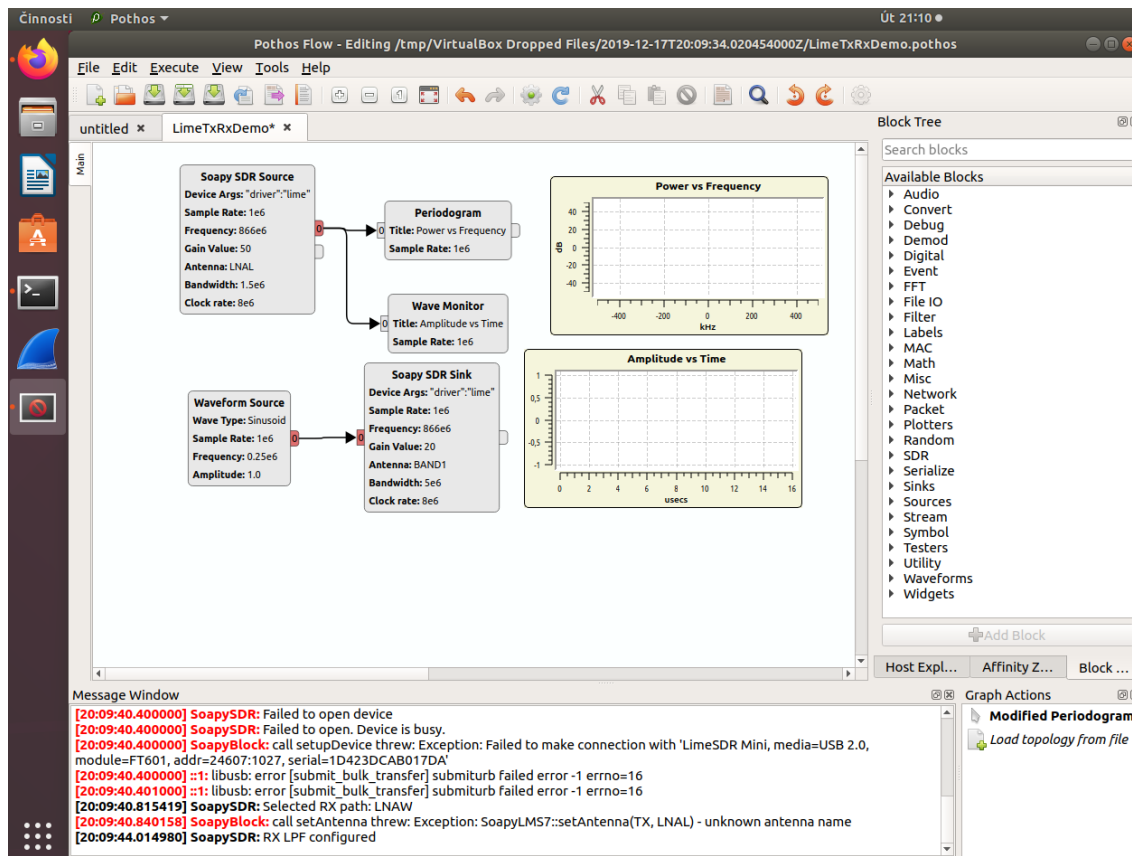 Činnosti
Pothos
Út 21:10
Pothos Flow - Editing /tmp/VirtualBox Dropped Files/2019-12-17T20:09:34.020454000Z/LimeTxRxDemo.pothos
File Edit Execute View Tools Help
untitled
LimeTxRxDemo*
Main
Soapy SDR Source
Device Args: "driver":"lime"
Sample Rate: 1e6
Frequency: 866e6
Gain Value: 50
Antenna: LNAL
Bandwidth: 1.5e6
Clock rate: 8e6
0
0
Periodogram
Title: Power vs Frequency
Sample Rate: 1e6
0
Wave Monitor
Title: Amplitude vs Time
Sample Rate: 1e6
Waveform Source
Wave Type: Sinusoid
Sample Rate: 1e6
Frequency: 0.25e6
Amplitude: 1.0
0
0
Soapy SDR Sink
Device Args: "driver":"lime"
Sample Rate: 1e6
Frequency: 866e6
Gain Value: 20
Antenna: BAND1
Bandwidth: 5e6
Clock rate: 8e6
Power vs Frequency
dB
40
20
0
-20
-40
-400 -200 0 200 400
kHz
Amplitude vs Time
1
0,5
0
-0,5
-1
0 2 4 6 8 10 12 14 16
usecs
Block Tree
Search blocks
Available Blocks
Audio
Convert
Debug
Demod
Digital
Event
FFT
File IO
Filter
Labels
MAC
Math
Misc
Network
Packet
Plotters
Random
SDR
Serialize
Sinks
Sources
Stream
Symbol
Testers
Utility
Waveforms
Widgets
Add Block
Host Expl... Affinity Z... Block ...
Message Window
[20:09:40.400000] SoapySDR: Failed to open device
[20:09:40.400000] SoapySDR: Failed to open. Device is busy.
[20:09:40.400000] SoapyBlock: call setupDevice threw: Exception: Failed to make connection with 'LimeSDR Mini, media=USB 2.0,
module=FT601, addr=24607:1027, serial=1D423DCAB017DA'
[20:09:40.400000] ::1: libusb: error [submit_bulk_transfer] submiturb failed error -1 errno=16
[20:09:40.401000] ::1: libusb: error [submit_bulk_transfer] submiturb failed error -1 errno=16
[20:09:40.815419] SoapySDR: Selected RX path: LNAW
[20:09:40.840158] SoapyBlock: call setAntenna threw: Exception: SoapyLMS7::setAntenna(TX, LNAL) - unknown antenna name
[20:09:44.014980] SoapySDR: RX LPF configured
Graph Actions
Modified Periodogram
Load topology from file